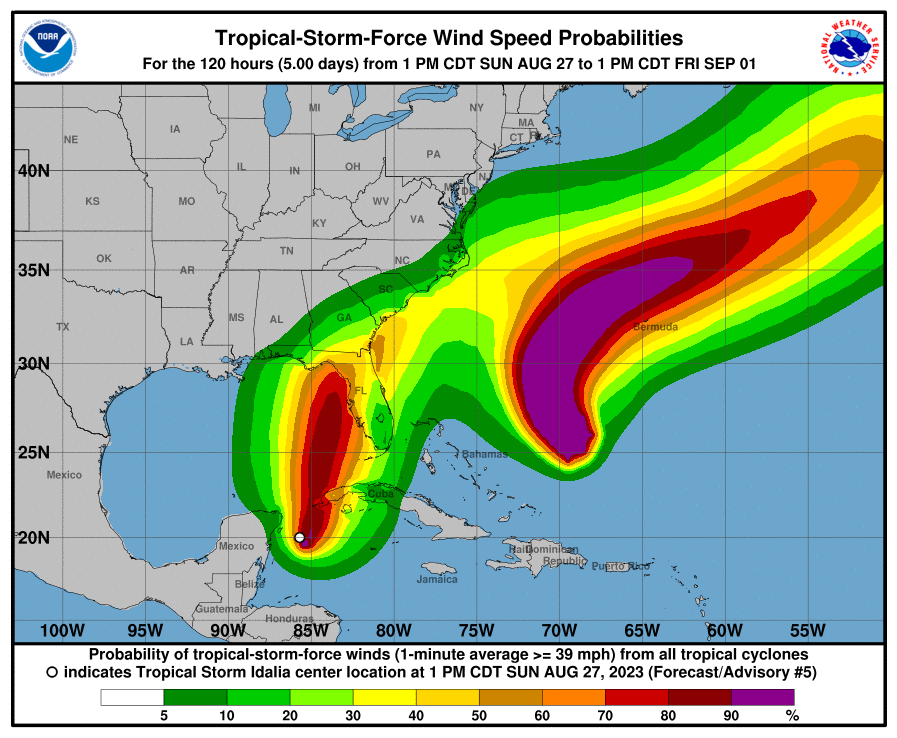 Tropical-Storm-Force Wind Speed Probabilities
For the 120 hours (5.00 days) from 1 PM CDT SUN AUG 27 to 1 PM CDT FRI SEP 01
NOAA
NATIONAL WEATHER SERVICE
MI
NY
NE
IA
MA
CT
PA
40N
IL
IN
OH
NJ
DE
KS
MO
WV
VA
KY
OK
TN
NC
35N
AR
SC
MS
AL
GA
TX
LA
Bermuda
30N
FL
25N
Bahamas
Mexico
Cuba
20N
Mexico
Haiti
Dominican
Republic
Puerto Rico
Belize
Jamaica
Guatemala
Honduras
100W 95W 90W 85W 80W 75W 70W 65W 60W 55W
Probability of tropical-storm-force winds (1-minute average >= 39 mph) from all tropical cyclones
indicates Tropical Storm Idalia center location at 1 PM CDT SUN AUG 27, 2023 (Forecast/Advisory #5)
5 10 20 30 40 50 60 70 80 90 %